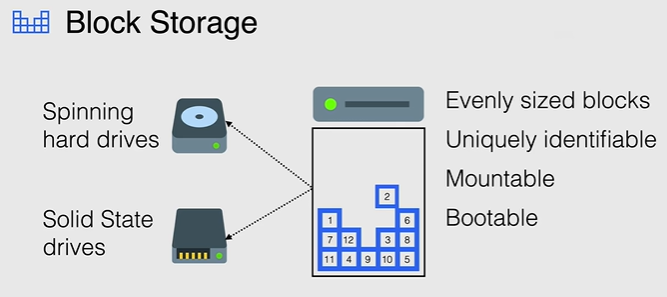 Block Storage
Spinning
hard drives
Solid State
drives
2
1 6
7 12 3 8
11 4 9 10 5
Evenly sized blocks
Uniquely identifiable
Mountable
Bootable